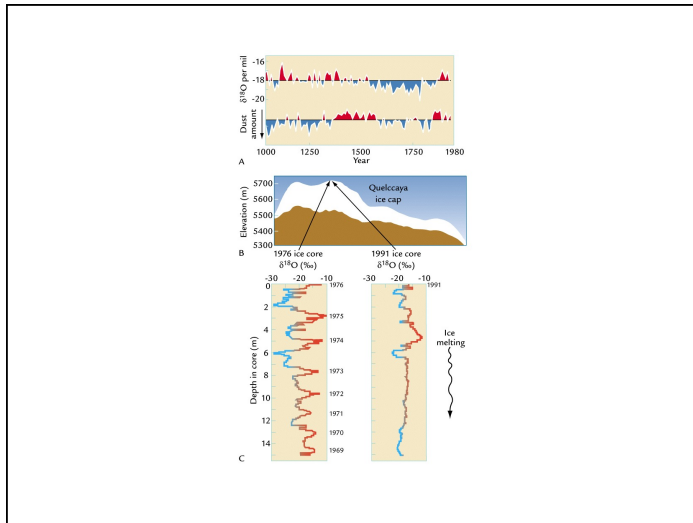 -16
-18
-20
δ18O per mil
Dust
amount
1000 1250 1500 1750 1980
Year
A
5700
5600
5500
5400
5300
Elevation (m)
Quelccaya
ice cap
B
1976 ice core 1991 ice core
δ18O (‰) δ18O (‰)
-30 -20 -10 -30 -20 -10
0 1976 1991
2
1975
4
1974
6
1973
8
1972
10
1971
12
1970
14
1969
Depth in core (m)
Ice
melting
C